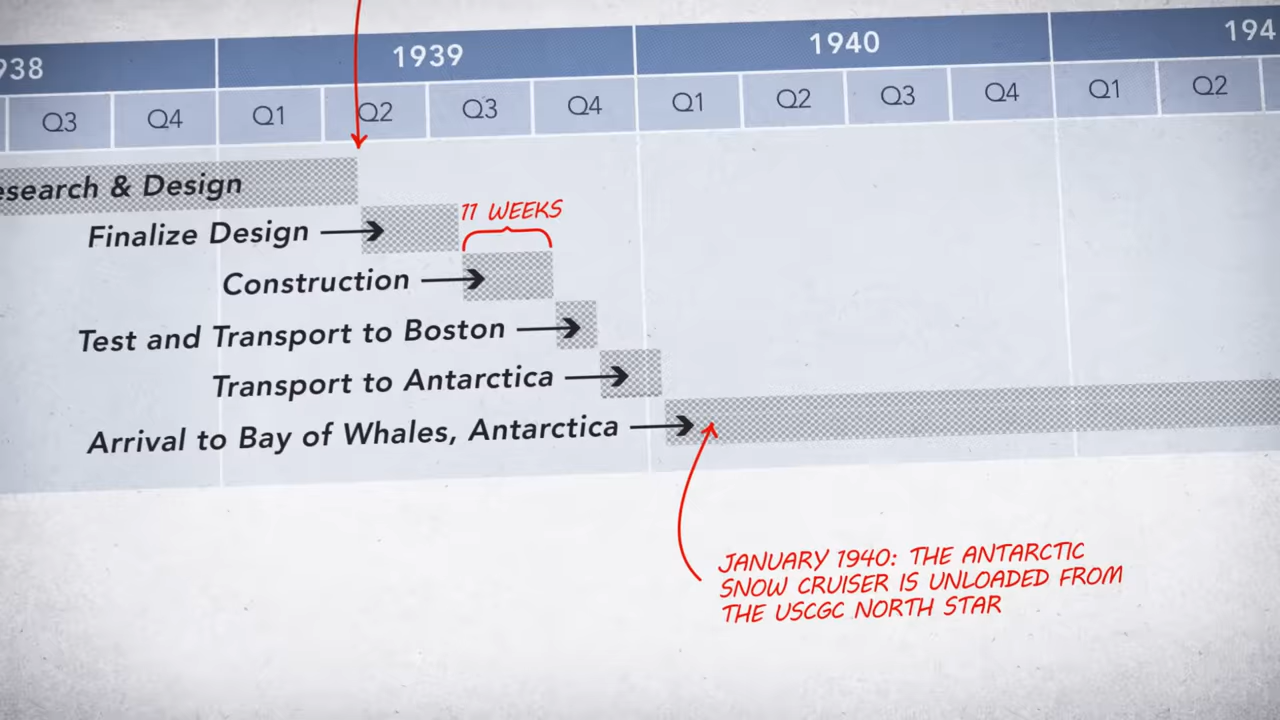 38 1939 1940 194
Q3 Q4 Q1 Q2 Q3 Q4 Q1 Q2 Q3 Q4 Q1 Q2
esearch & Design
11 WEEKS
Finalize Design
Construction
Test and Transport to Boston
Transport to Antarctica
Arrival to Bay of Whales, Antarctica
JANUARY 1940: THE ANTARCTIC
SNOW CRUISER IS UNLOADED FROM
THE USCGC NORTH STAR